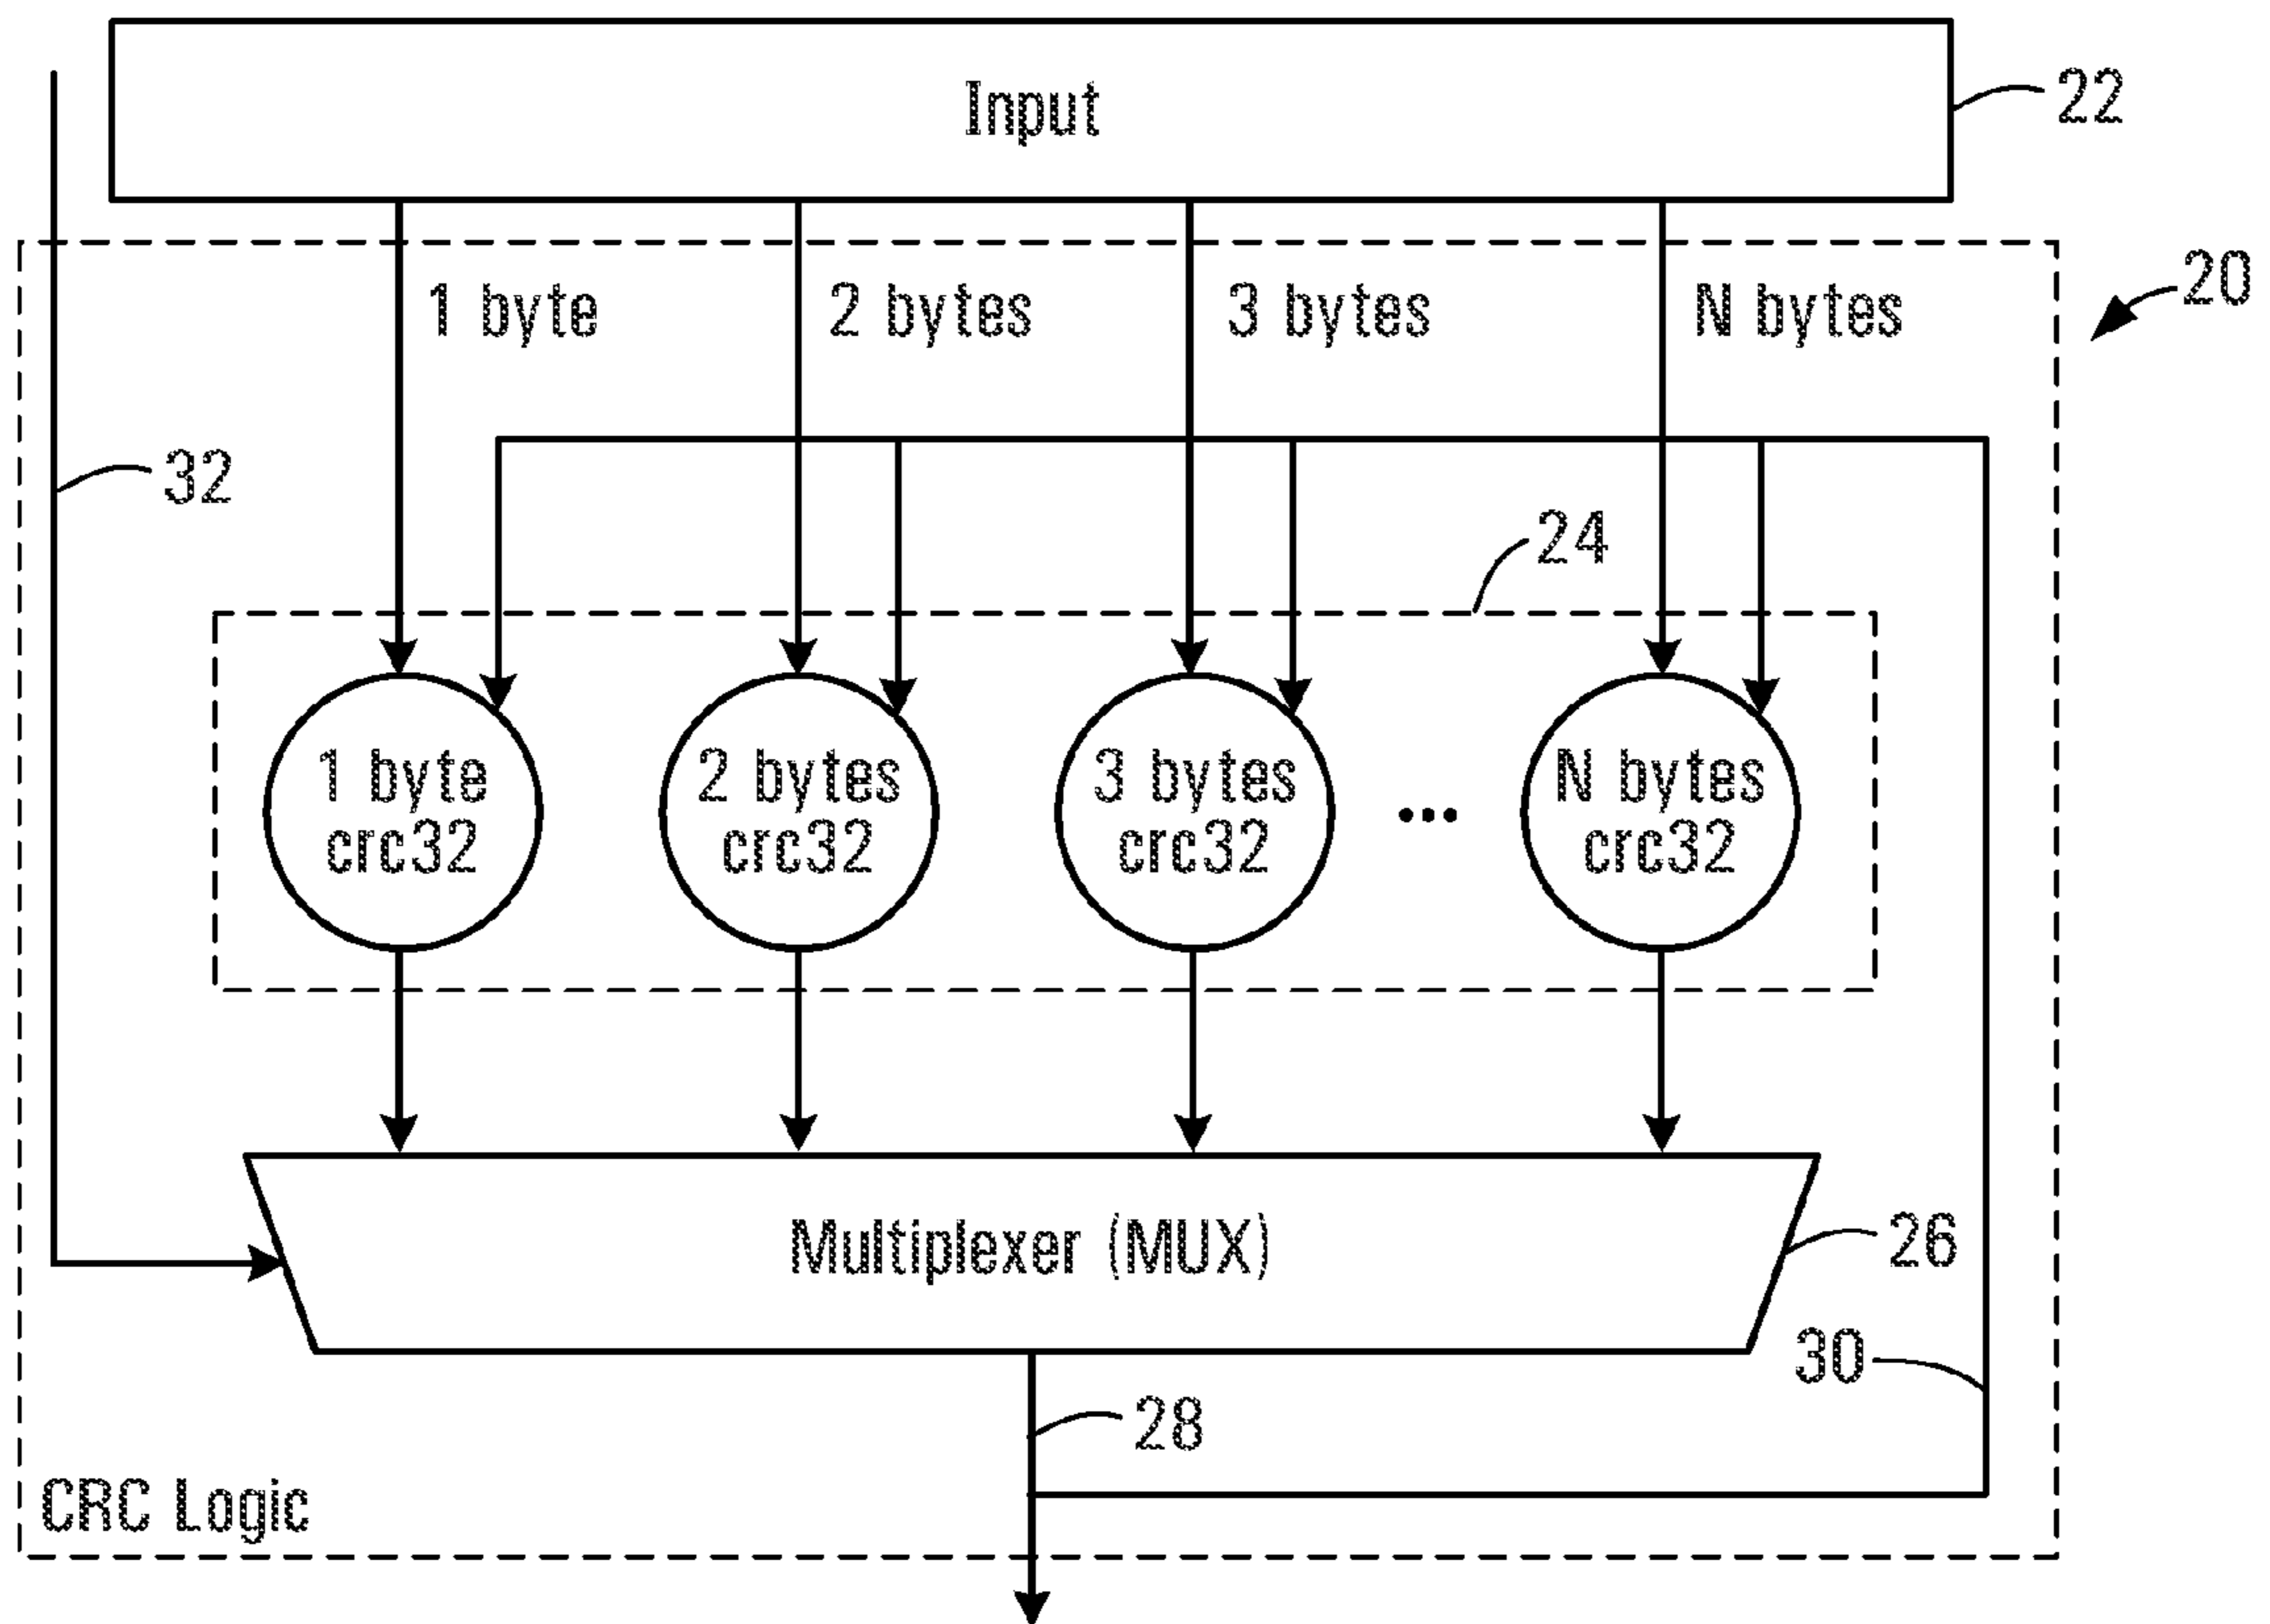 Input
22
20
1 byte
2 bytes
3 bytes
N bytes
32
24
1 byte
crc32
2 bytes
crc32
3 bytes
crc32
...
N bytes
crc32
Multiplexer (MUX)
26
30
28
CRC Logic